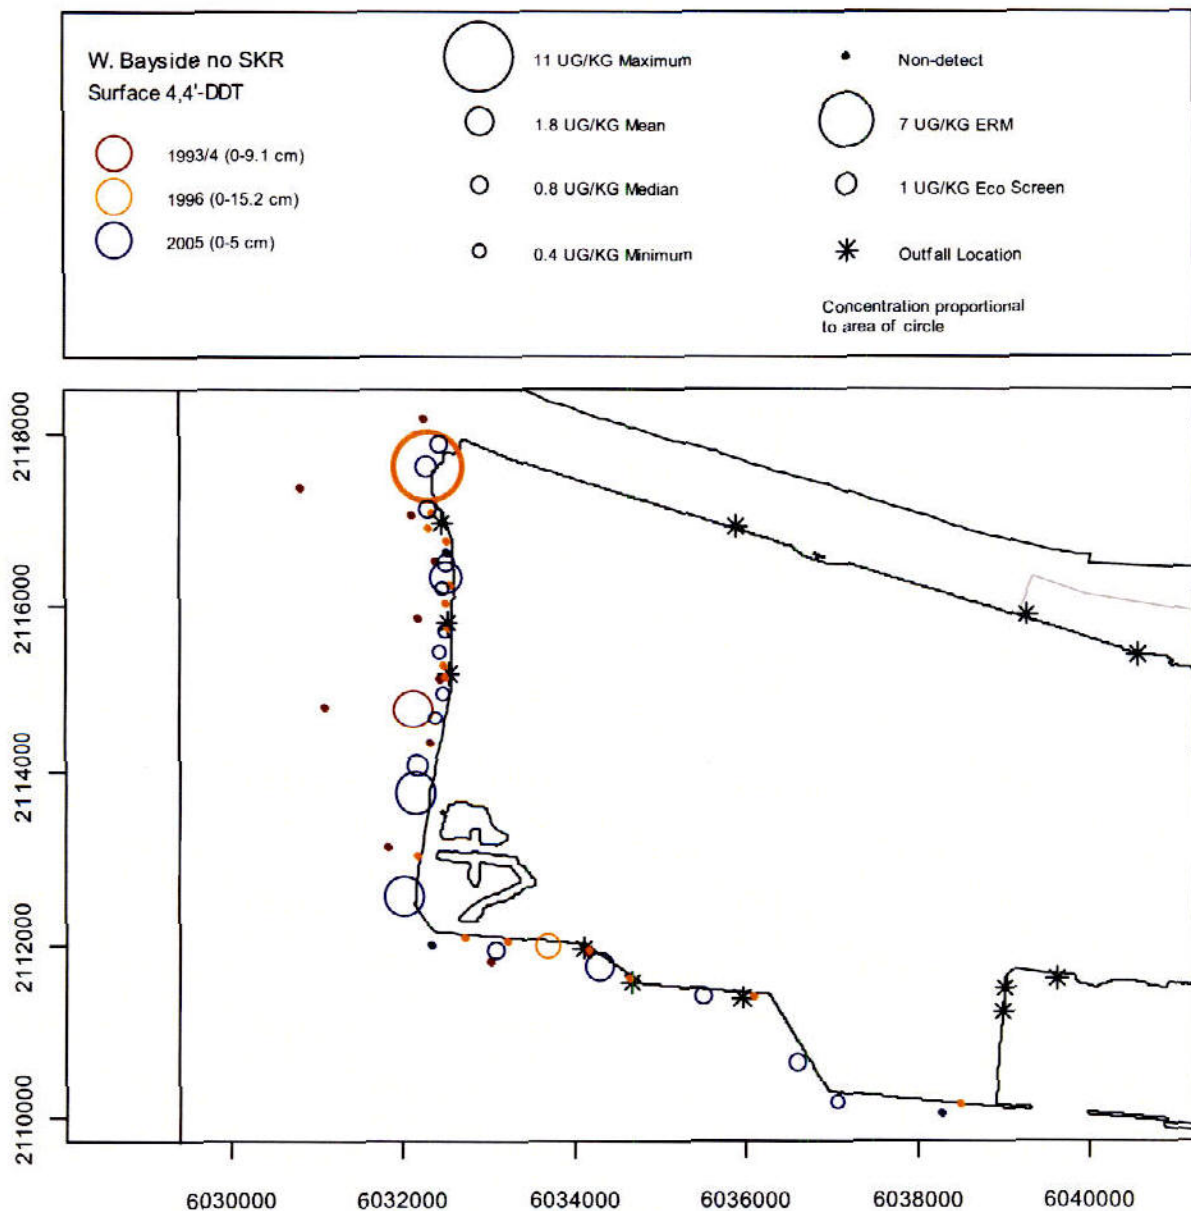 W. Bayside no SKR
Surface 4,4'-DDT
1993/4 (0-9.1 cm)
1996 (0-15.2 cm)
2005 (0-5 cm)
11 UG/KG Maximum
1.8 UG/KG Mean
0.8 UG/KG Median
0.4 UG/KG Minimum
Non-detect
7 UG/KG ERM
1 UG/KG Eco Screen
Outfall Location
Concentration proportional
to area of circle
2118000
2116000
2114000
2112000
2110000
6030000
6032000
6034000
6036000
6038000
6040000